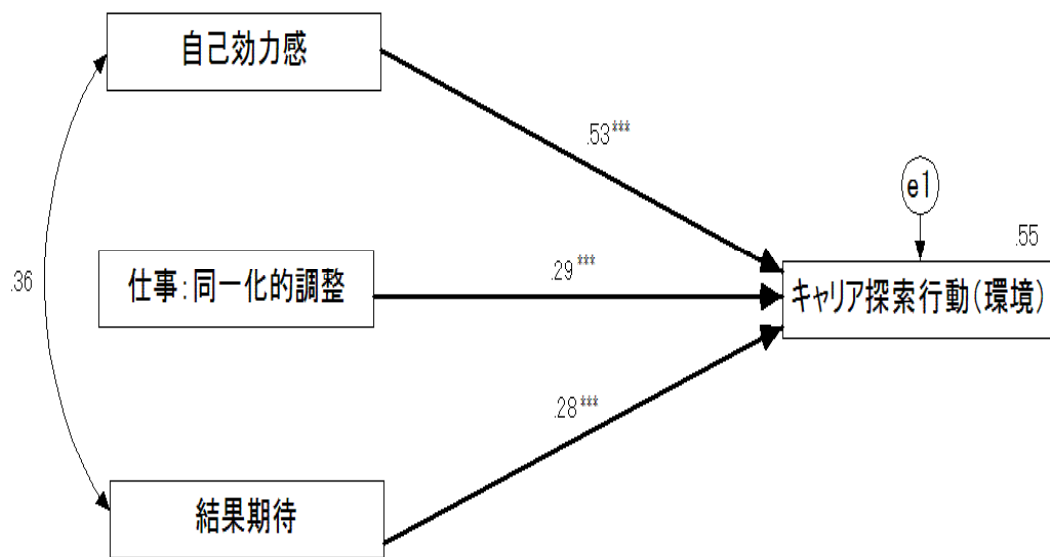 自己効力感
.53***
e1
.55
.36
仕事:同一化的調整
.29***
キャリア探索行動(環境)
.28***
結果期待